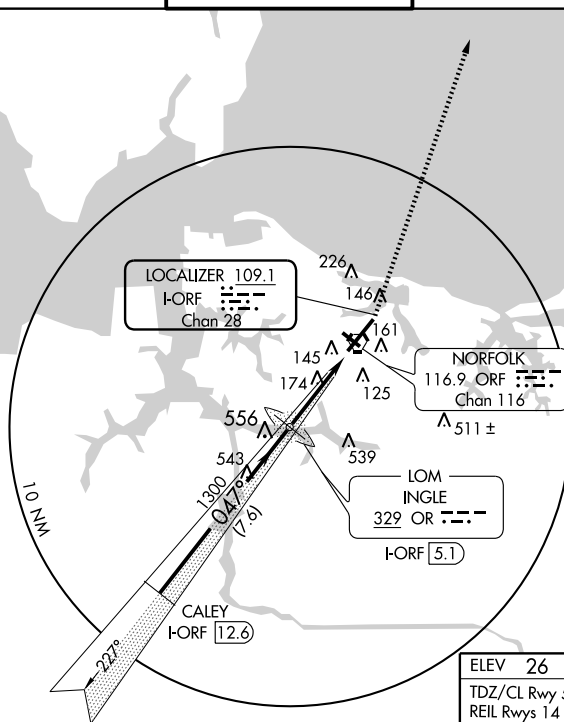 LOCALIZER 109.1
I-ORF
Chan 28
226
146
161
145
174
125
NORFOLK
116.9 ORF
Chan 116
556
511 ±
539
543
1300
047°
(7.6)
LOM
INGLE
329 OR
I-ORF 5.1
10 NM
CALEY
I-ORF 12.6
227°
ELEV 26
TDZ/CL Rwy
REIL Rwys 14